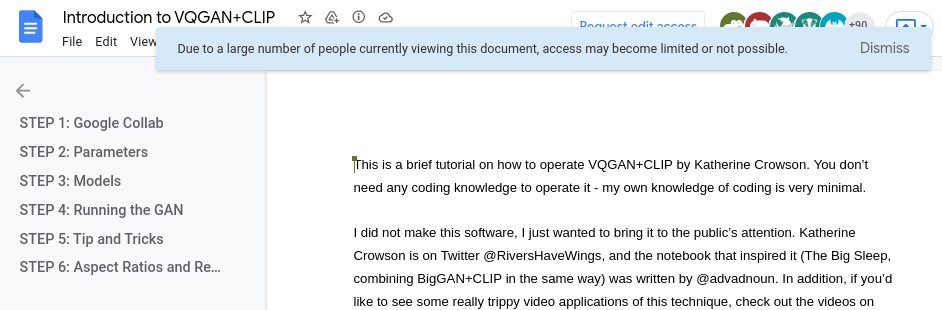 Introduction to VQGAN+CLIP
Request edit access
+90
File Edit View
Due to a large number of people currently viewing this document, access may become limited or not possible. Dismiss
STEP 1: Google Collab
STEP 2: Parameters
STEP 3: Models
STEP 4: Running the GAN
STEP 5: Tip and Tricks
STEP 6: Aspect Ratios and Re...
This is a brief tutorial on how to operate VQGAN+CLIP by Katherine Crowson. You don’t
need any coding knowledge to operate it - my own knowledge of coding is very minimal.
I did not make this software, I just wanted to bring it to the public’s attention. Katherine
Crowson is on Twitter @RiversHaveWings, and the notebook that inspired it (The Big Sleep,
combining BigGAN+CLIP in the same way) was written by @advadnoun. In addition, if you’d
like to see some really trippy video applications of this technique, check out the videos on